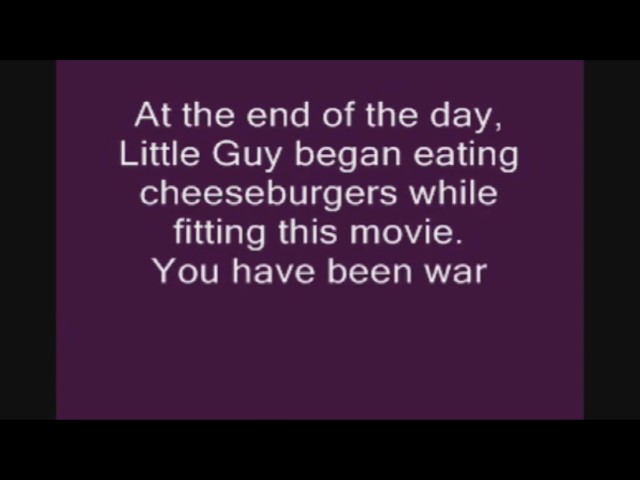 At the end of the day,
Little Guy began eating
cheeseburgers while
fitting this movie.
You have been war